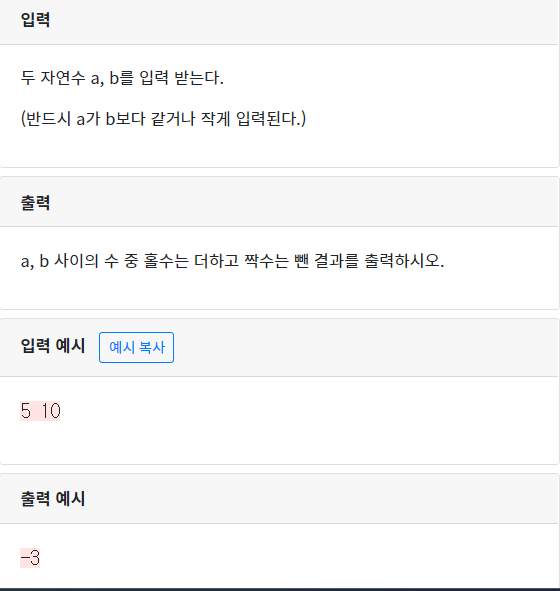 입력
두 자연수 a, b를 입력 받는다.
(반드시 a가 b보다 같거나 작게 입력된다.)
출력
a, b 사이의 수 중 홀수는 더하고 짝수는 뺀 결과를 출력하시오.
입력 예시 예시 복사
5 10
출력 예시
-3